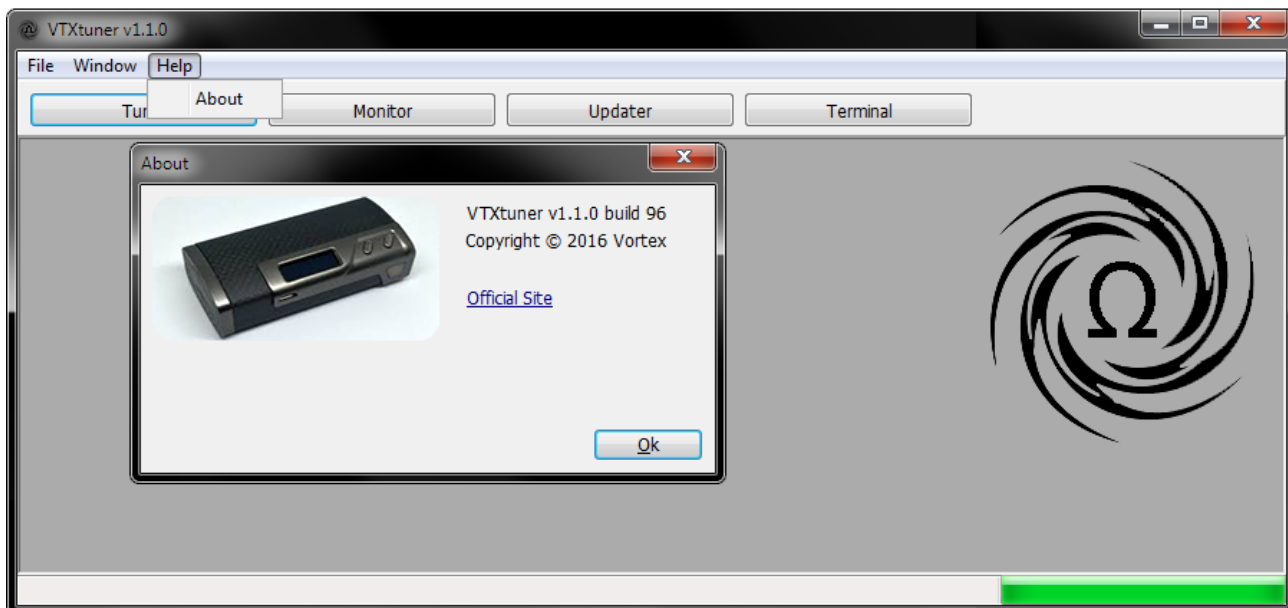 VTXtuner v1.1.0
File Window Help
About
Monitor Updater Terminal
About
VTXtuner v1.1.0 build 96
Copyright © 2016 Vortex
Official Site
Ω
Ok